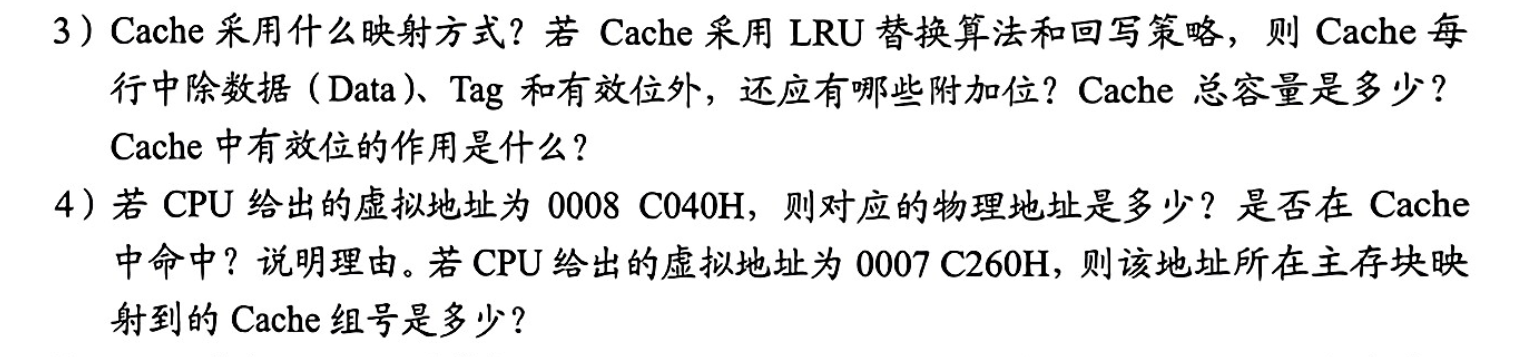 3）Cache 采用什么映射方式？若 Cache 采用 LRU 替换算法和回写策略，则 Cache 每
行中除数据（Data）、Tag 和有效位外，还应有哪些附加位？Cache 总容量是多少？
Cache 中有效位的作用是什么？
4）若 CPU 给出的虚拟地址为 0008 C040H，则对应的物理地址是多少？是否在 Cache
中命中？说明理由。若 CPU 给出的虚拟地址为 0007 C260H，则该地址所在主存块映
射到的 Cache 组号是多少？